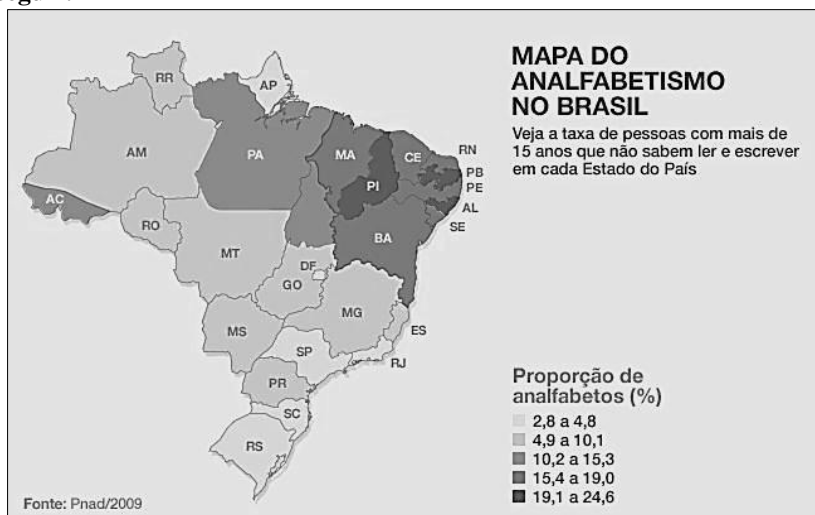 MAPA DO
ANALFABETISMO
NO BRASIL
Veja a taxa de pessoas com mais de
15 anos que não sabem ler e escrever
em cada Estado do País
RR
AP
AM
PA
MA
CE
RN
PB
PE
AL
SE
PI
AC
RO
MT
BA
DF
GO
MG
ES
MS
SP
RJ
PR
SC
RS
Proporção de
analfabetos (%)
2,8 a 4,8
4,9 a 10,1
10,2 a 15,3
15,4 a 19,0
19,1 a 24,6
Fonte: Pnad/2009